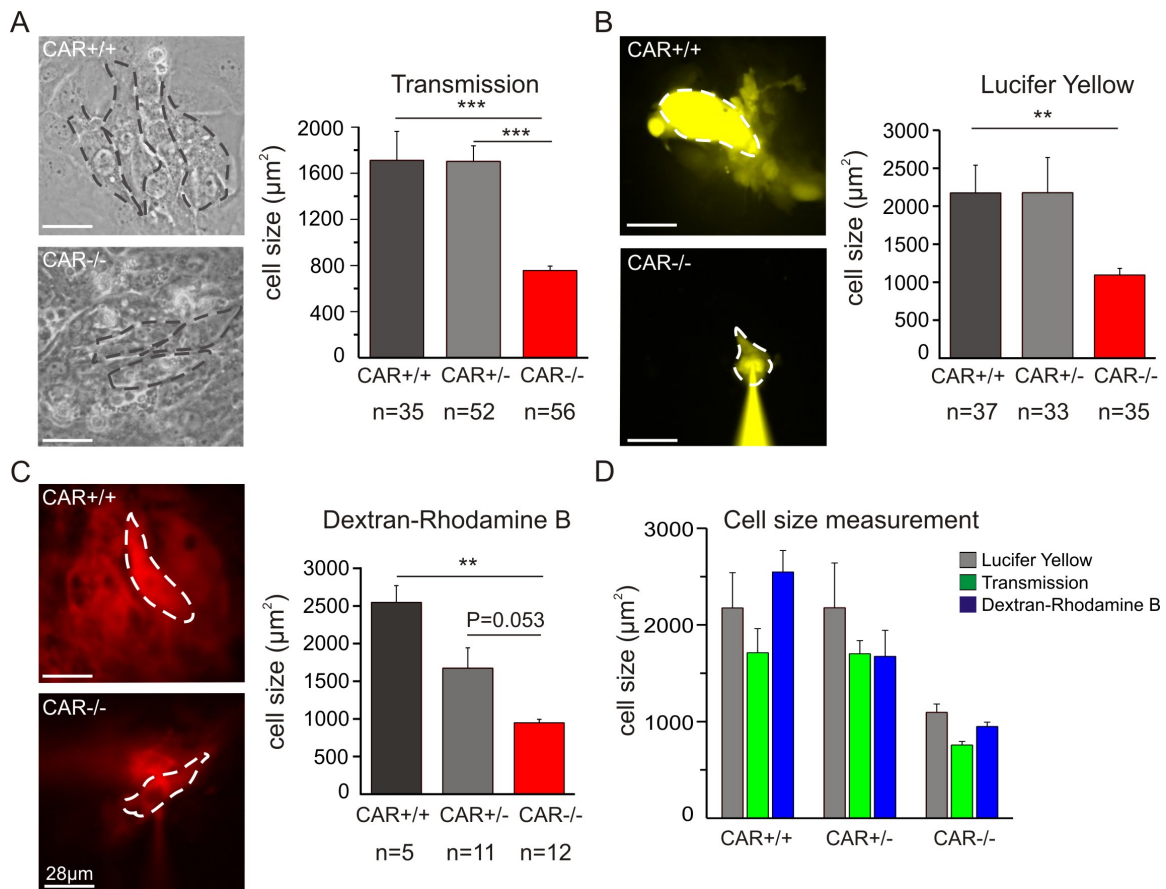 A
CAR+/+
CAR-/-
Transmission
***
***
cell size (µm²)
2000
1600
1200
800
400
0
CAR+/+ CAR+/- CAR-/-
n=35 n=52 n=56
B
CAR+/+
CAR-/-
Lucifer Yellow
**
cell size (µm²)
3000
2500
2000
1500
1000
500
0
CAR+/+ CAR+/- CAR-/-
n=37 n=33 n=35
C
CAR+/+
CAR-/-
28µm
Dextran-Rhodamine B
**
P=0.053
cell size (µm²)
3000
2500
2000
1500
1000
500
0
CAR+/+ CAR+/- CAR-/-
n=5 n=11 n=12
D
Cell size measurement
Lucifer Yellow
Transmission
Dextran-Rhodamine B
cell size (µm²)
3000
2000
1000
0
CAR+/+ CAR+/- CAR-/-